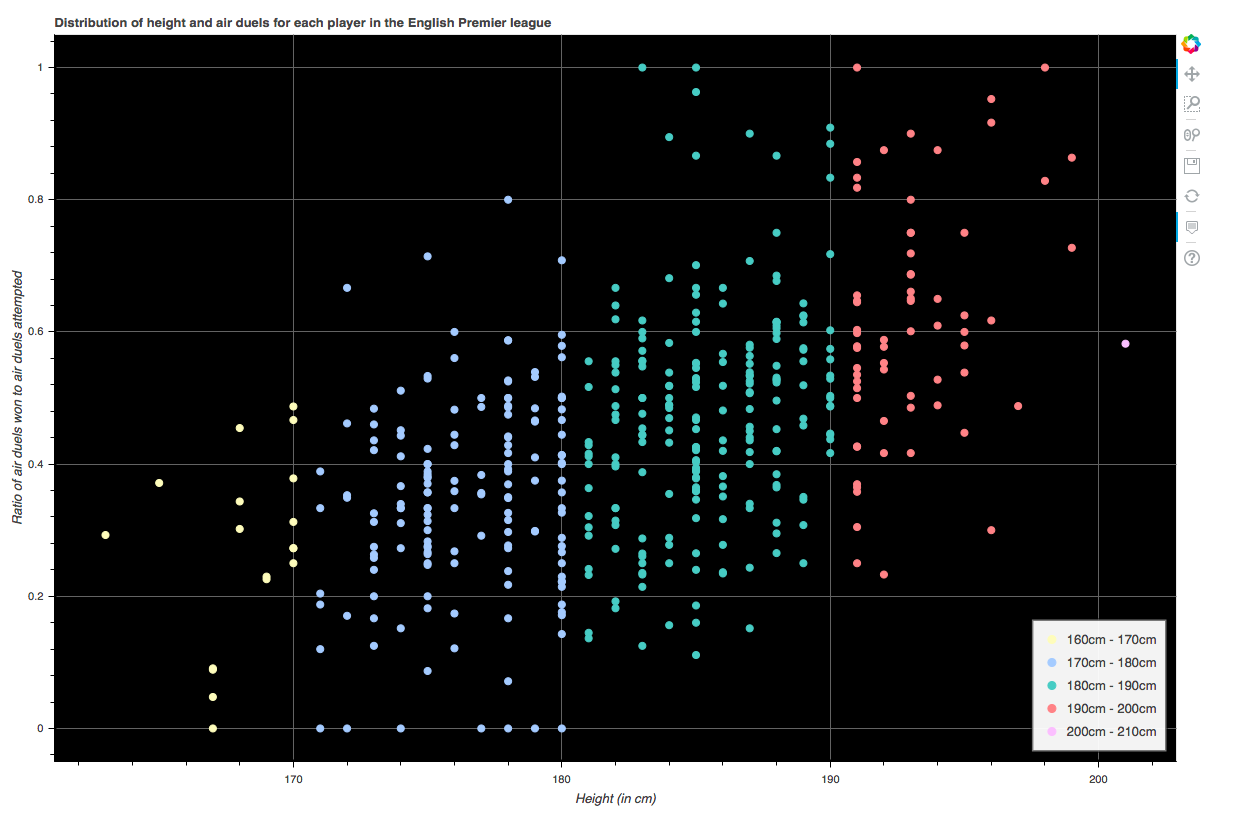 Distribution of height and air duels for each player in the English Premier league
Ratio of air duels won to air duels attempted
1
0.8
0.6
0.4
0.2
0
170
180
190
200
Height (in cm)
160cm - 170cm
170cm - 180cm
180cm - 190cm
190cm - 200cm
200cm - 210cm